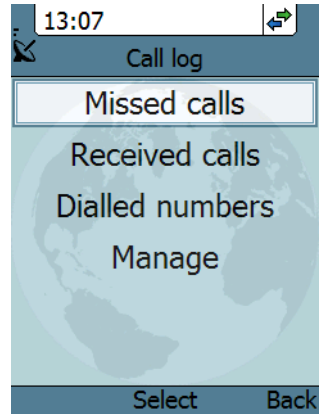 13:07
Call log
Missed calls
Received calls
Dialled numbers
Manage
Select Back